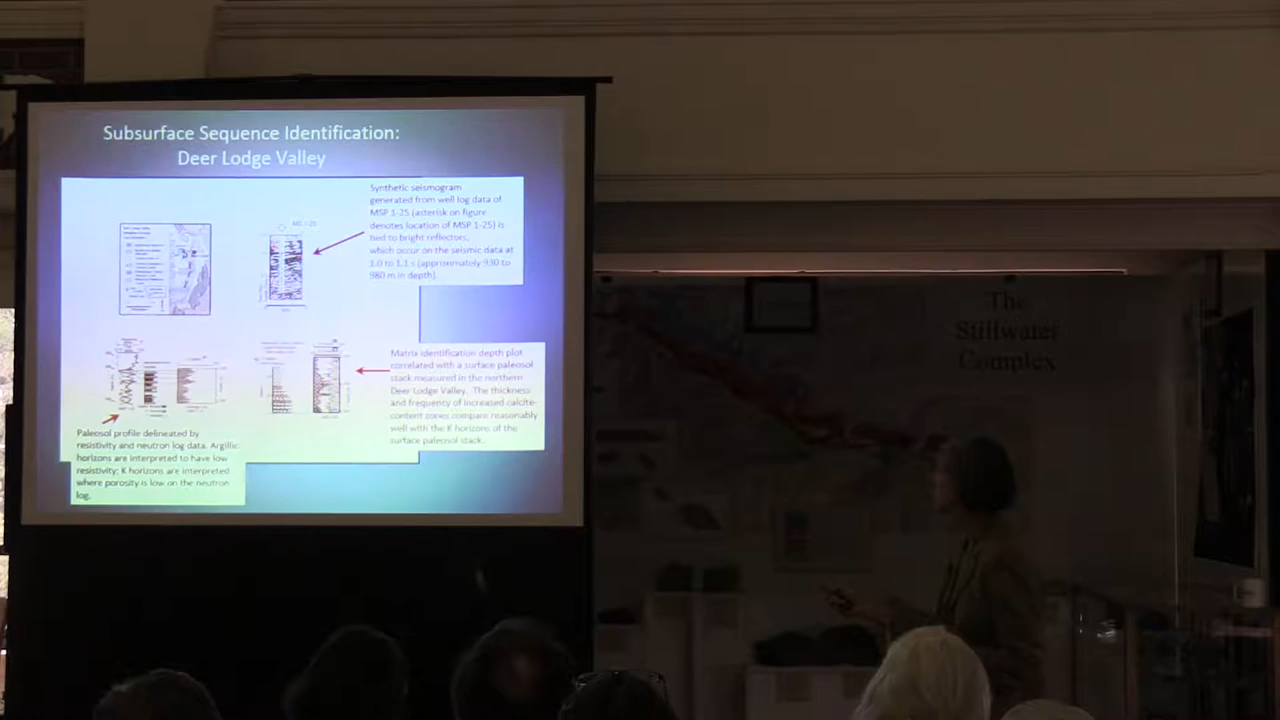 Subsurface Sequence Identification:
Deer Lodge Valley
Synthetic seismogram
generated from well log data of
MSP 1-25 (asterisk on figure
denotes location of MSP 1-25) is
tied to bright reflectors,
which occur on the seismic data at
1.0 to 1.1 s (approximately 930 to
980 m in depth).
Matrix identification depth plot
correlated with a surface paleosol
stack measured in the northern
Deer Lodge Valley. The thickness
and frequency of increased calcite-
content zones compare reasonably
well with the K horizons of the
surface paleosol stack.
Paleosol profile delineated by
resistivity and neutron log data. Argillic
horizons are interpreted to have low
resistivity; K horizons are interpreted
where porosity is low on the neutron
log.
The
Stillwater
Complex